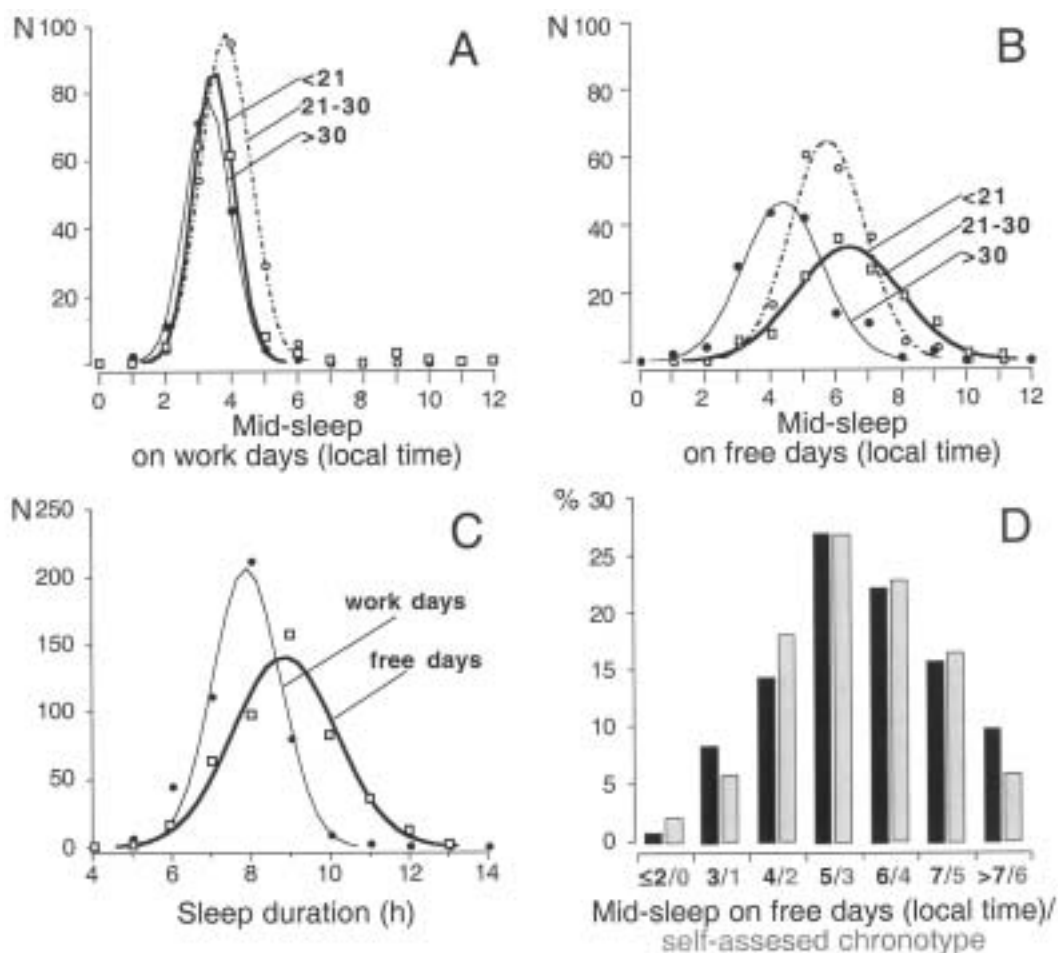 N 100
A
80
60
40
20
<21
21-30
>30
0 2 4 6 8 10 12
Mid-sleep
on work days (local time)
N 100
B
80
60
40
20
<21
21-30
>30
0 2 4 6 8 10 12
Mid-sleep
on free days (local time)
N 250
C
200
150
100
50
0
work days
free days
4 6 8 10 12 14
Sleep duration (h)
% 30
D
25
20
15
10
5
0
≤2/0 3/1 4/2 5/3 6/4 7/5 >7/6
Mid-sleep on free days (local time)/
self-assesed chronotype